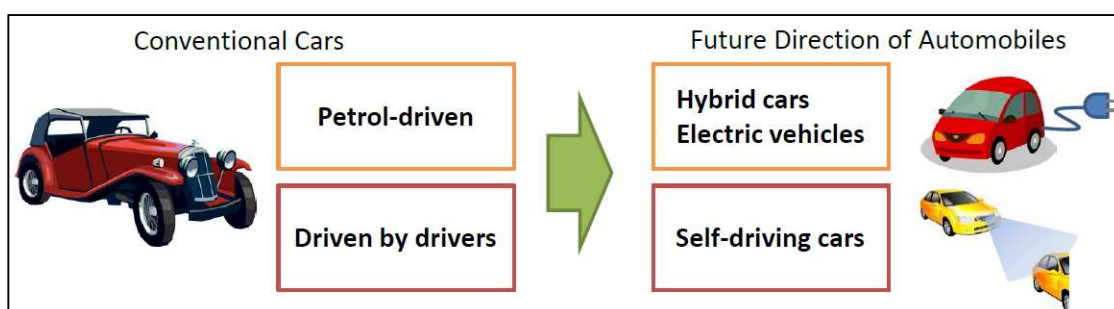 Conventional Cars
Petrol-driven
Driven by drivers
Future Direction of Automobiles
Hybrid cars
Electric vehicles
Self-driving cars